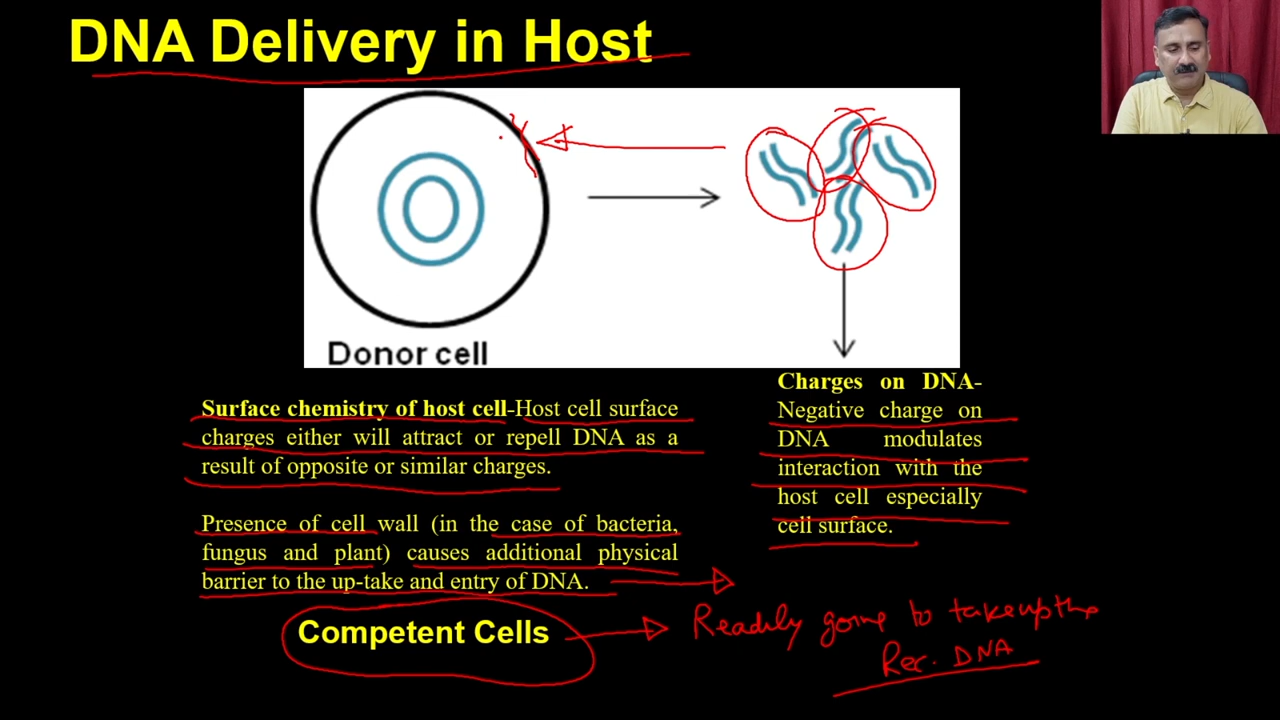 DNA Delivery in Host
Donor cell
Surface chemistry of host cell-Host cell surface
charges either will attract or repell DNA as a
result of opposite or similar charges.
Presence of cell wall (in the case of bacteria,
fungus and plant) causes additional physical
barrier to the up-take and entry of DNA.
Charges on DNA-
Negative charge on
DNA modulates
interaction with the
host cell especially
cell surface.
Competent Cells
Readily going to takeup the
Rec. DNA